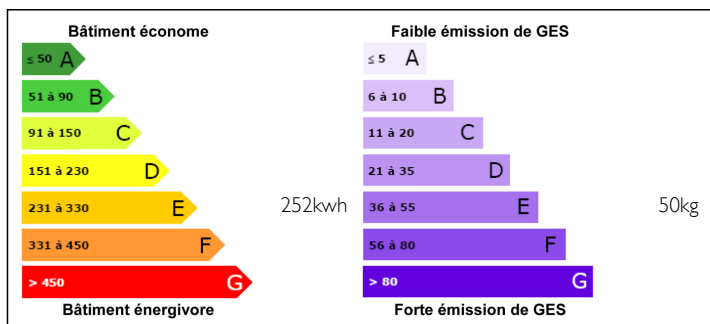 Bâtiment économe
≤ 50 A
51 à 90 B
91 à 150 C
151 à 230 D
231 à 330 E
252kwh
331 à 450 F
> 450 G
Bâtiment énergivore
Faible émission de GES
≤ 5 A
6 à 10 B
11 à 20 C
21 à 35 D
36 à 55 E
50kg
56 à 80 F
> 80 G
Forte émission de GES